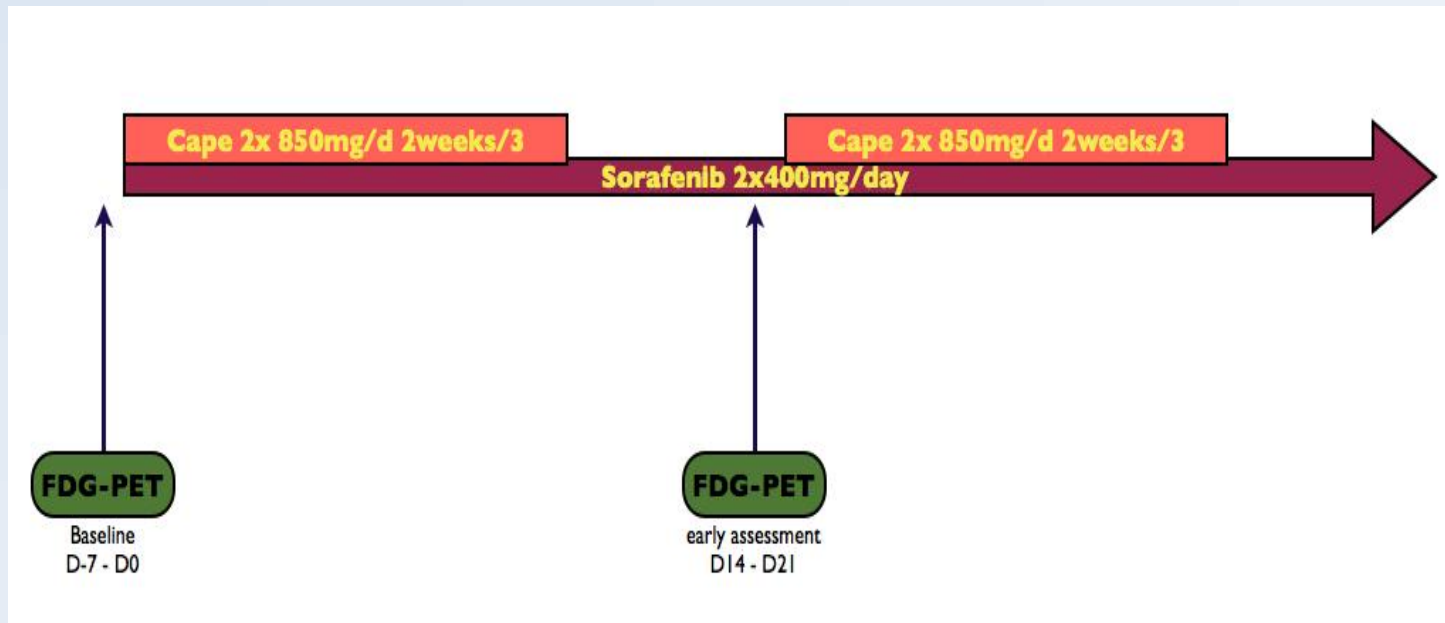 Cape 2x 850mg/d 2weeks/3
Cape 2x 850mg/d 2weeks/3
Sorafenib 2x400mg/day
FDG-PET
Baseline
D-7 - D0
FDG-PET
early assessment
D14 - D21